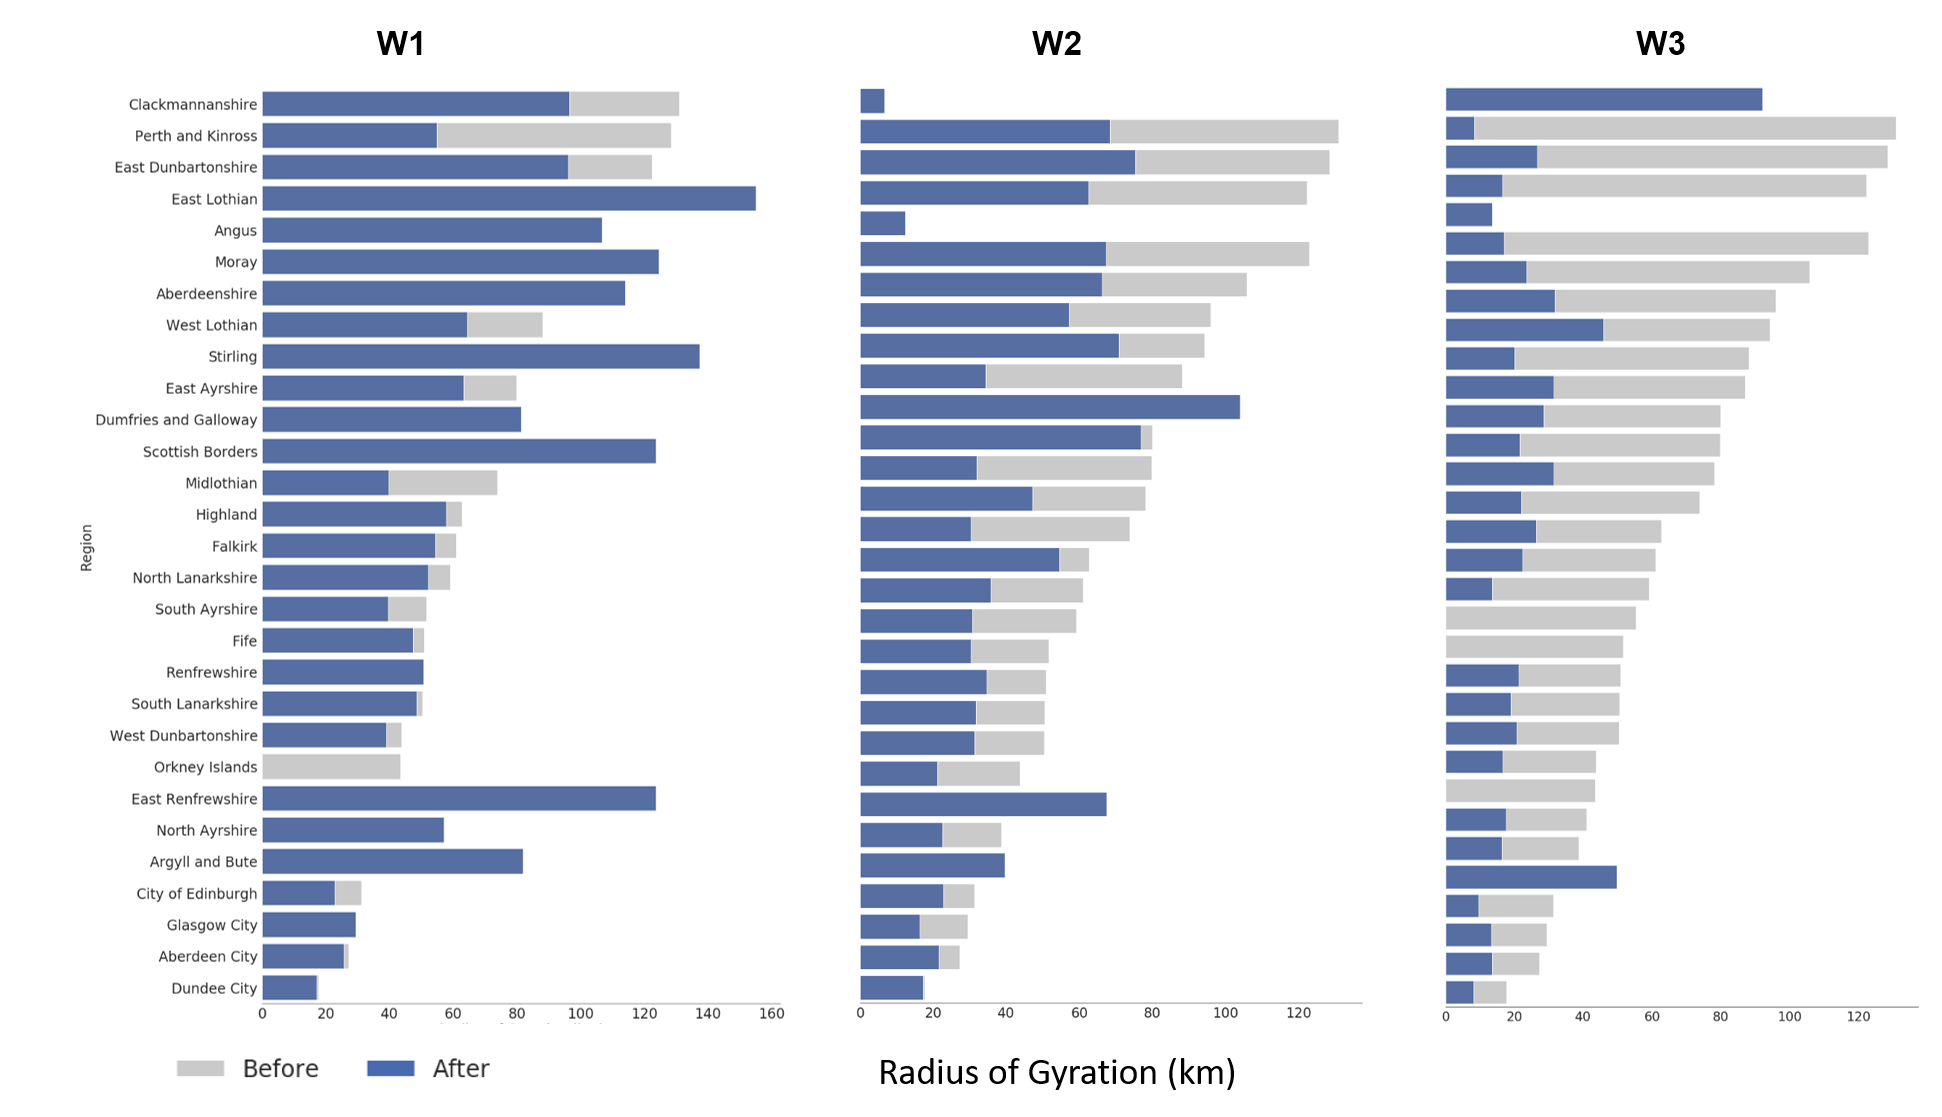 W1 W2 W3
Clackmannanshire
Perth and Kinross
East Dunbartonshire
East Lothian
Angus
Moray
Aberdeenshire
West Lothian
Stirling
East Ayrshire
Dumfries and Galloway
Scottish Borders
Midlothian
Highland
Falkirk
North Lanarkshire
South Ayrshire
Fife
Renfrewshire
South Lanarkshire
West Dunbartonshire
Orkney Islands
East Renfrewshire
North Ayrshire
Argyll and Bute
City of Edinburgh
Glasgow City
Aberdeen City
Dundee City
Region
0 20 40 60 80 100 120 140 160
0 20 40 60 80 100 120
0 20 40 60 80 100 120
Before After
Radius of Gyration (km)